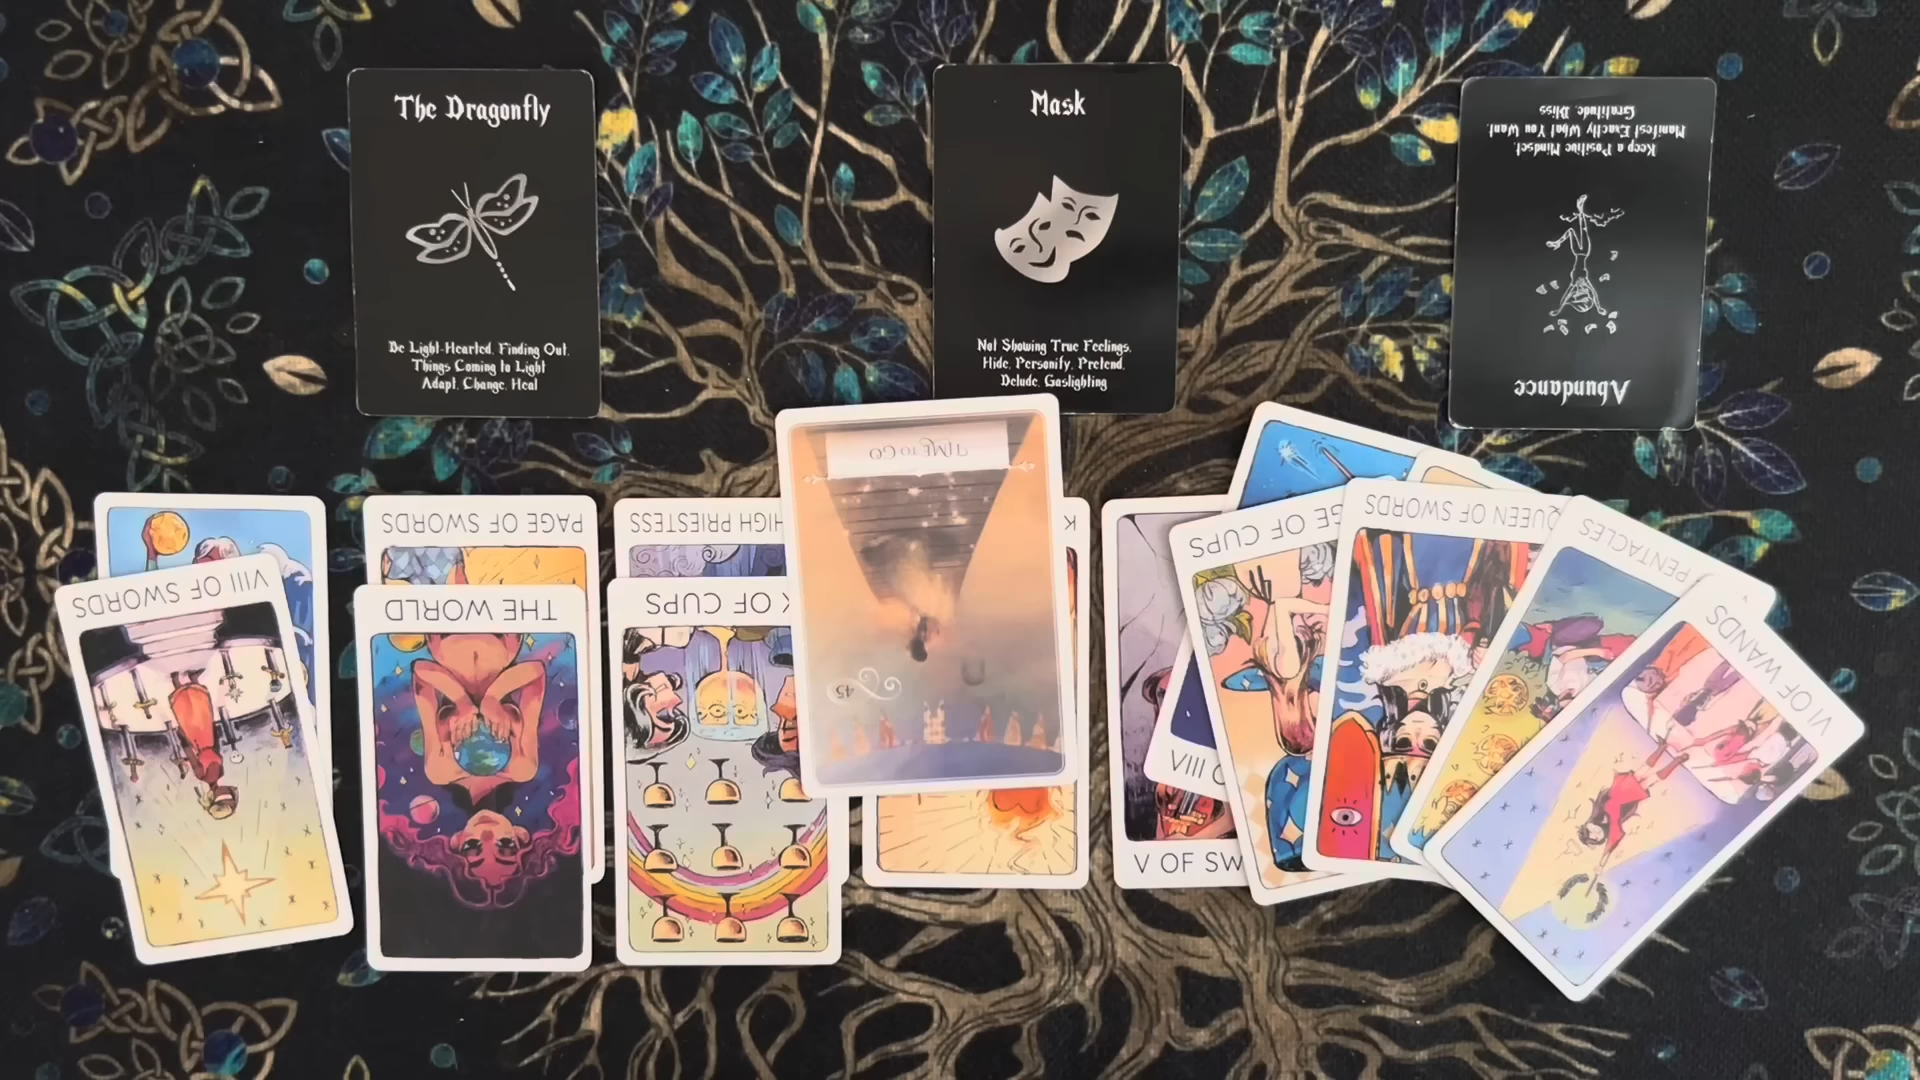 The Dragonfly
Be Light-Hearted, Finding Out,
Things Coming to Light
Adapt, Change, Heal
Mask
Not Showing True Feelings,
Hide, Personify, Pretend,
Delude, Gaslighting
Abundance
Keep a Positive Mindset,
Manifest Exactly What You Want,
Gratitude, Bliss
TIME TO GO
45
VIII OF SWORDS
PAGE OF SWORDS
THE WORLD
HIGH PRIESTESS
OF CUPS
K
V OF SW
VIII O
GE OF CUPS
QUEEN OF SWORDS
PENTACLES
VI OF WANDS